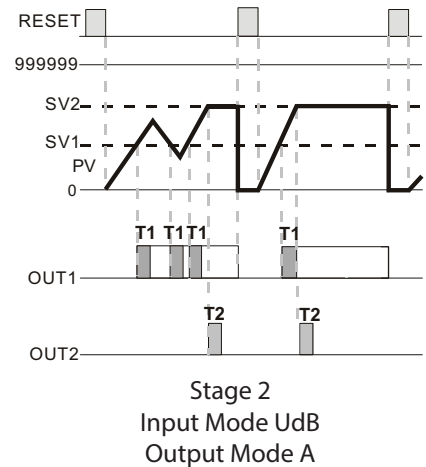 RESET
999999
SV2
SV1
PV
0
T1 T1 T1 T1
OUT1
T2 T2
OUT2
Stage 2
Input Mode UdB
Output Mode A